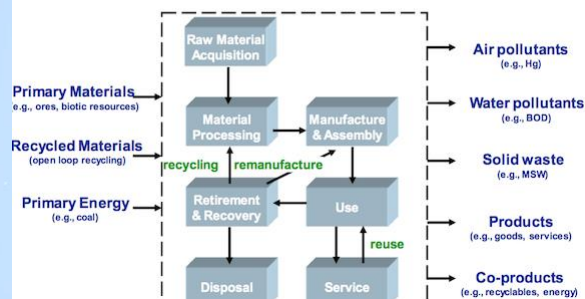 Raw Material
Acquisition
Air pollutants
(e.g., Hg)
Primary Materials
(e.g., ores, biotic resources)
Material
Processing
Manufacture
& Assembly
Water pollutants
(e.g., BOD)
Recycled Materials
(open loop recycling)
recycling
remanufacture
Solid waste
(e.g., MSW)
Primary Energy
(e.g., coal)
Retirement
& Recovery
Use
Products
(e.g., goods, services)
reuse
Disposal
Service
Co-products
(e.g., recyclables, energy)